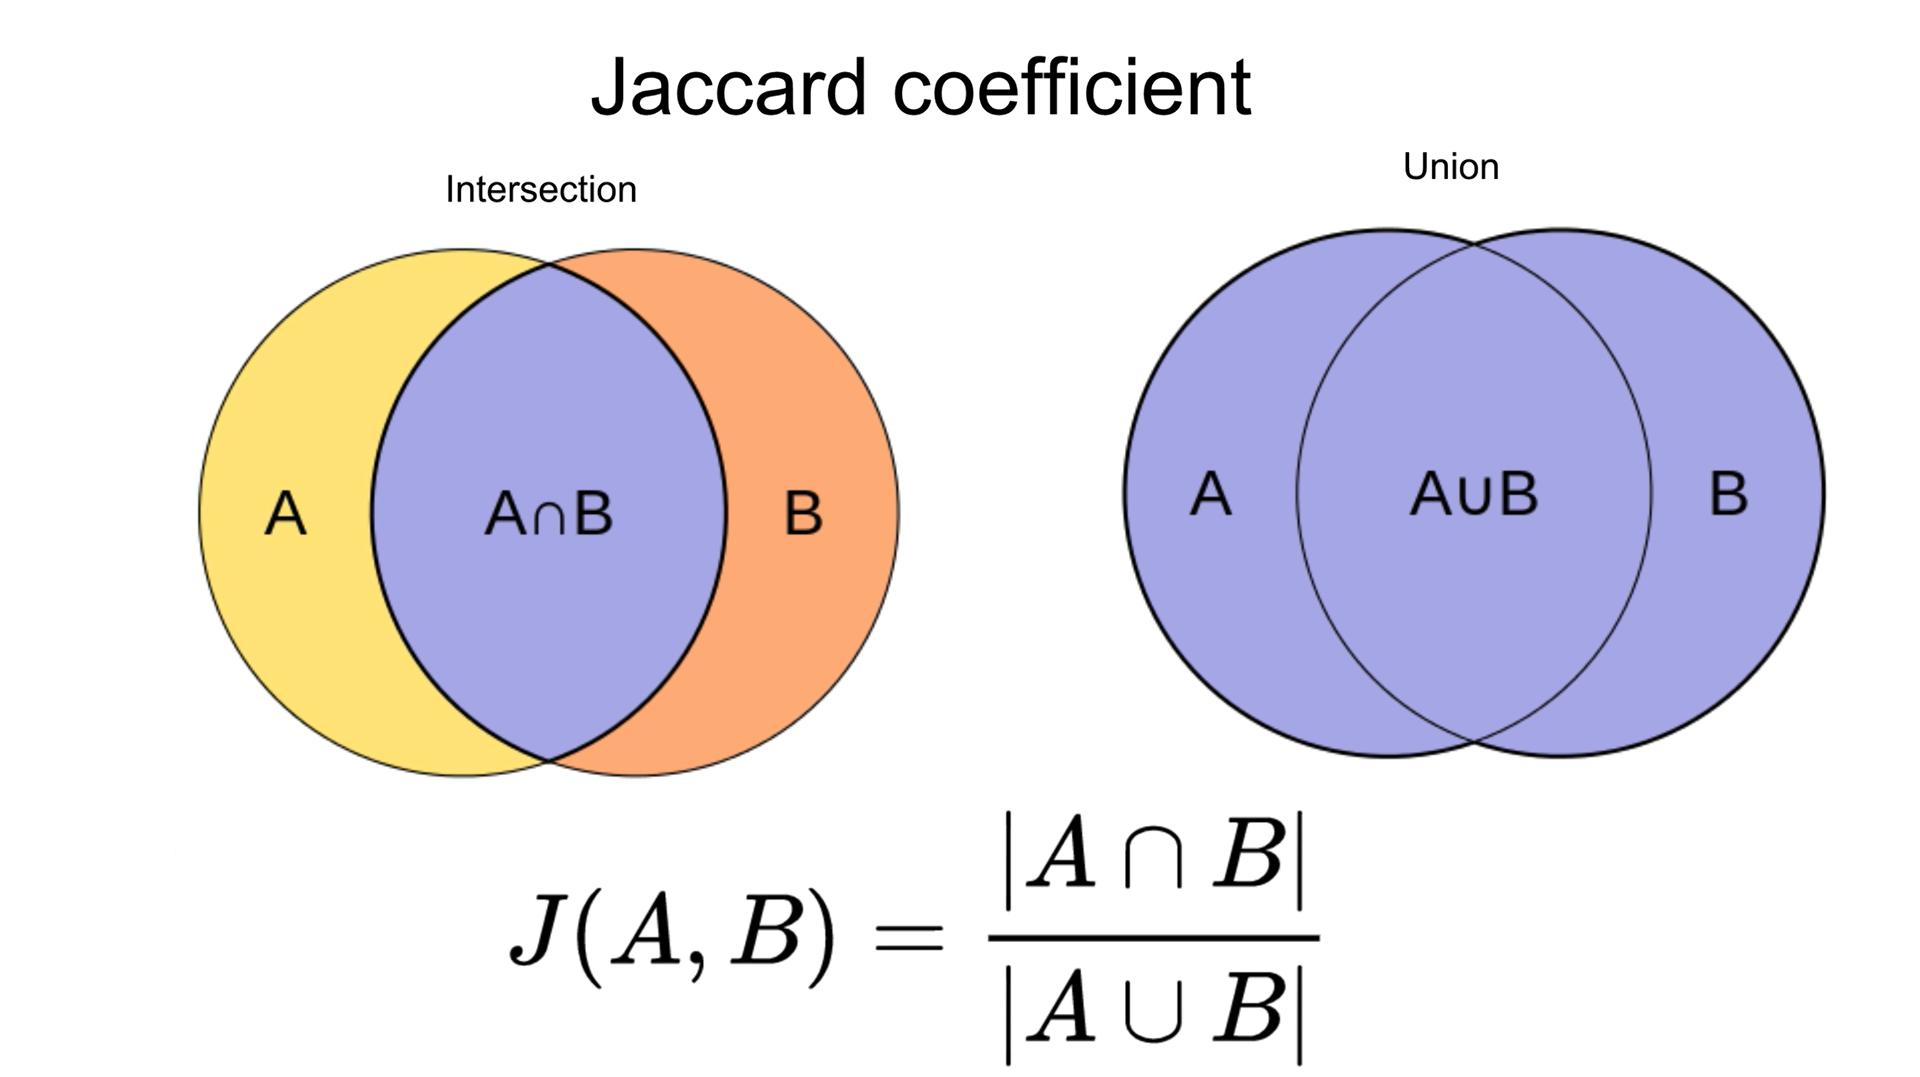 Jaccard coefficient
Intersection
Union
A A∩B B
A A∪B B
J(A, B) = |A ∩ B| / |A ∪ B|